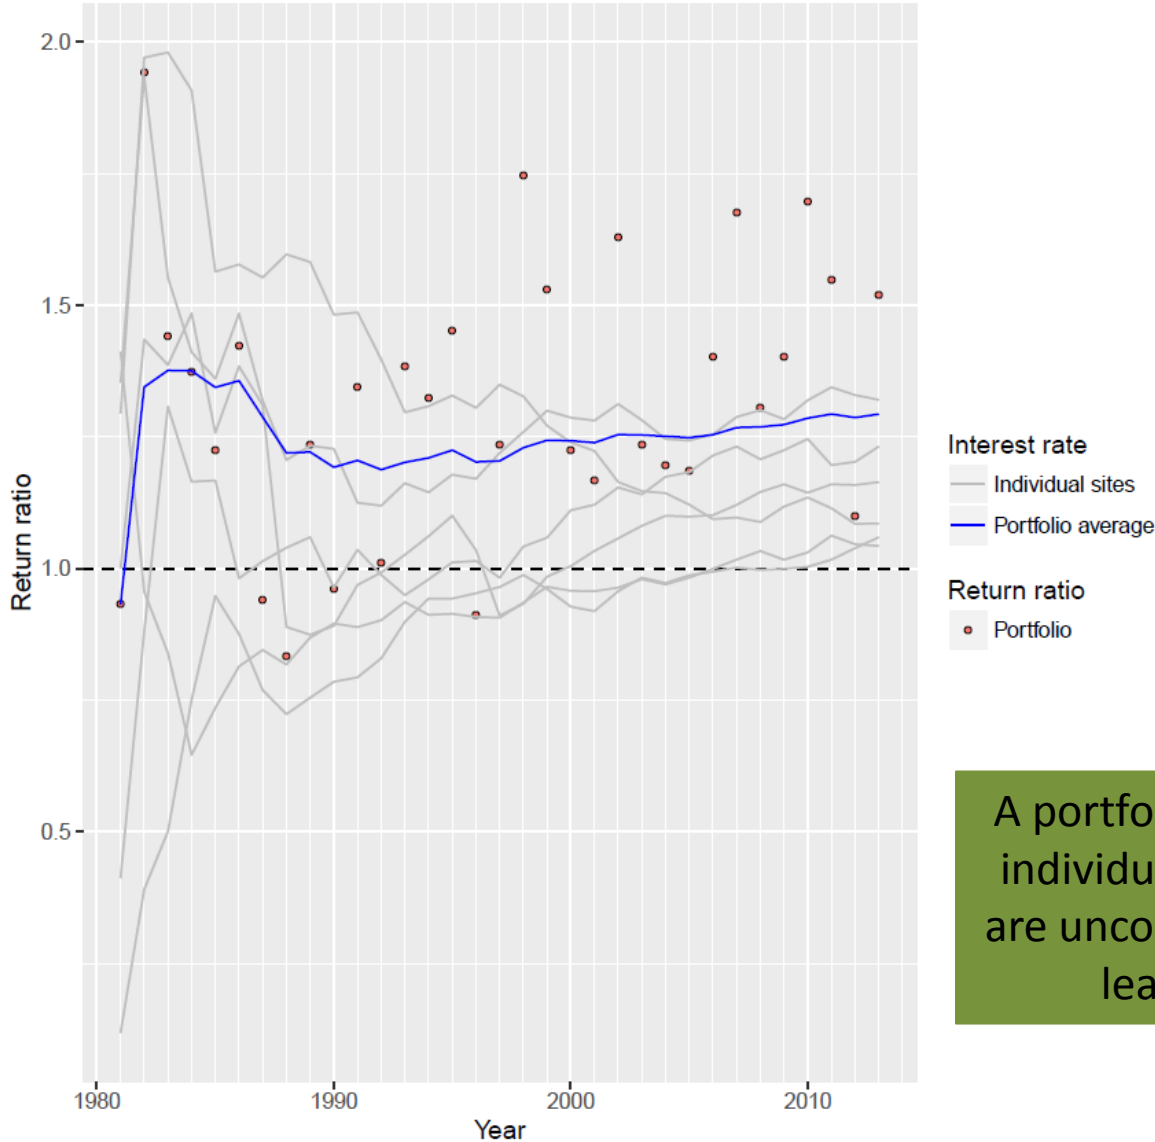 2.0
1.5
1.0
0.5
Return ratio
1980
1990
2000
2010
Year
Interest rate
Individual sites
Portfolio average
Return ratio
Portfolio
A portfo
individu
are unco
lea